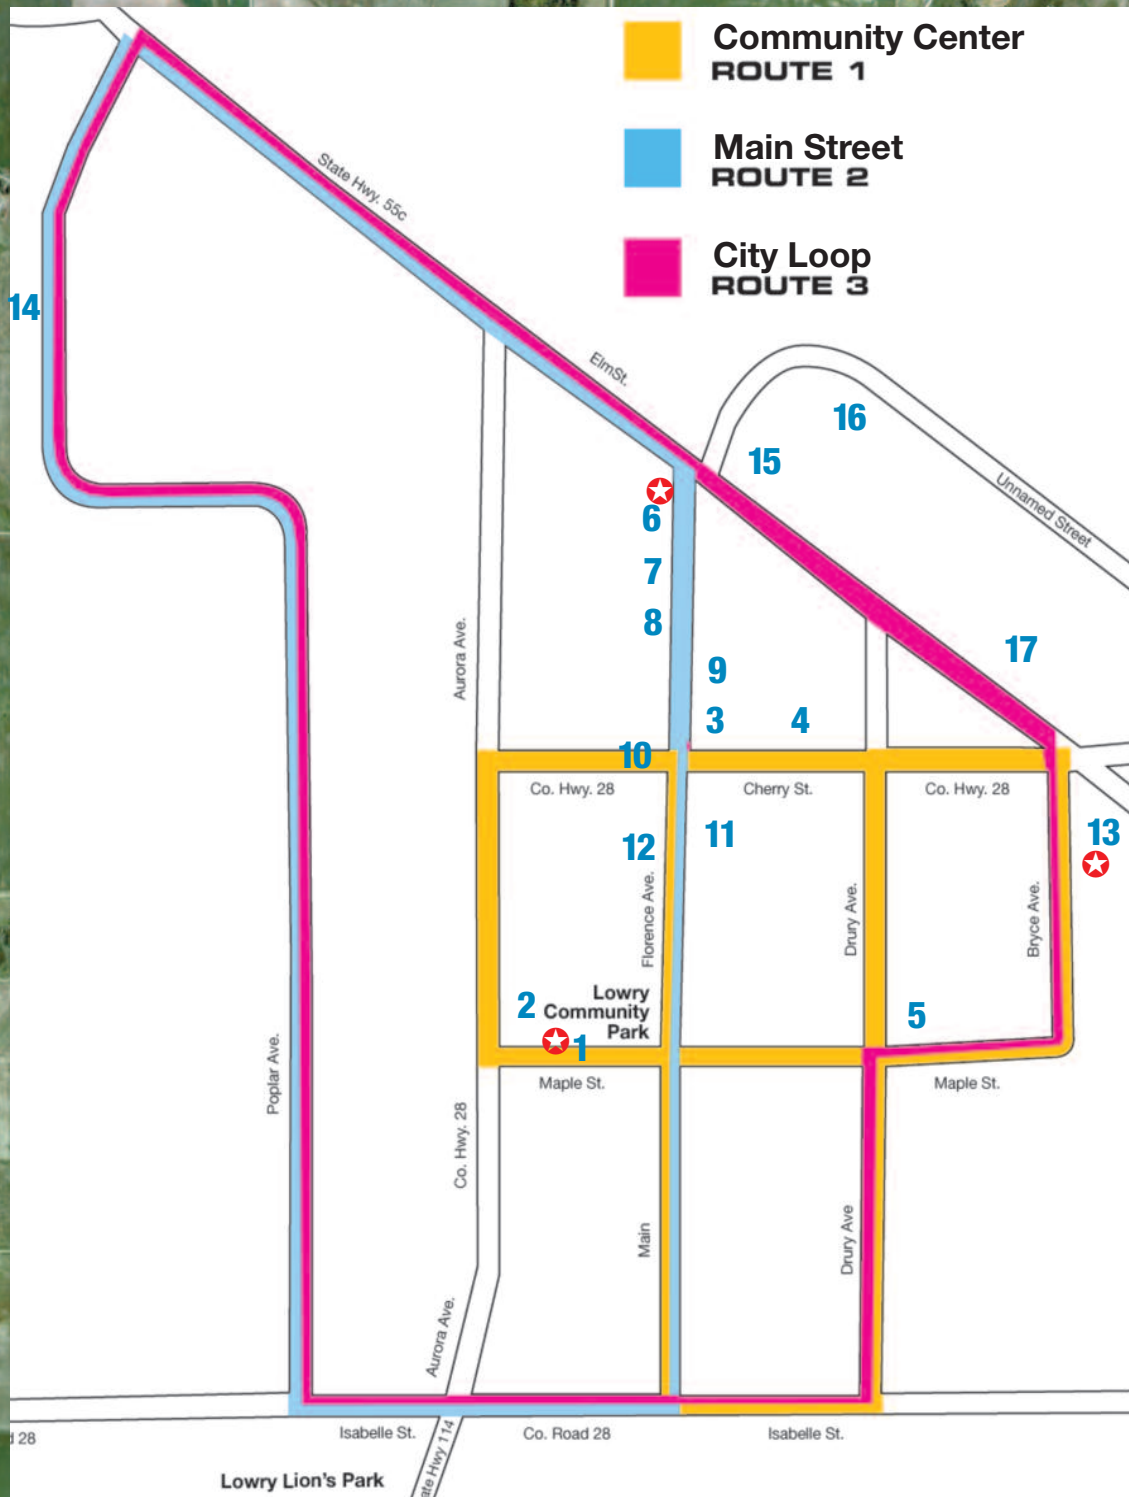 Community Center
ROUTE 1
Main Street
ROUTE 2
City Loop
ROUTE 3
State Hwy. 55c
14
ElmSt.
16
15
Unnamed Street
6
7
8
Aurora Ave.
9
17
3
4
10
Co. Hwy. 28
Cherry St.
Co. Hwy. 28
12
11
13
Florence Ave.
Drury Ave.
Bryce Ave.
2
Lowry
Community
Park
1
5
Maple St.
Maple St.
Poplar Ave.
Co. Hwy. 28
Main
Drury Ave
Aurora Ave.
28
Isabelle St.
Co. Road 28
Isabelle St.
Hwy 114
Lowry Lion's Park